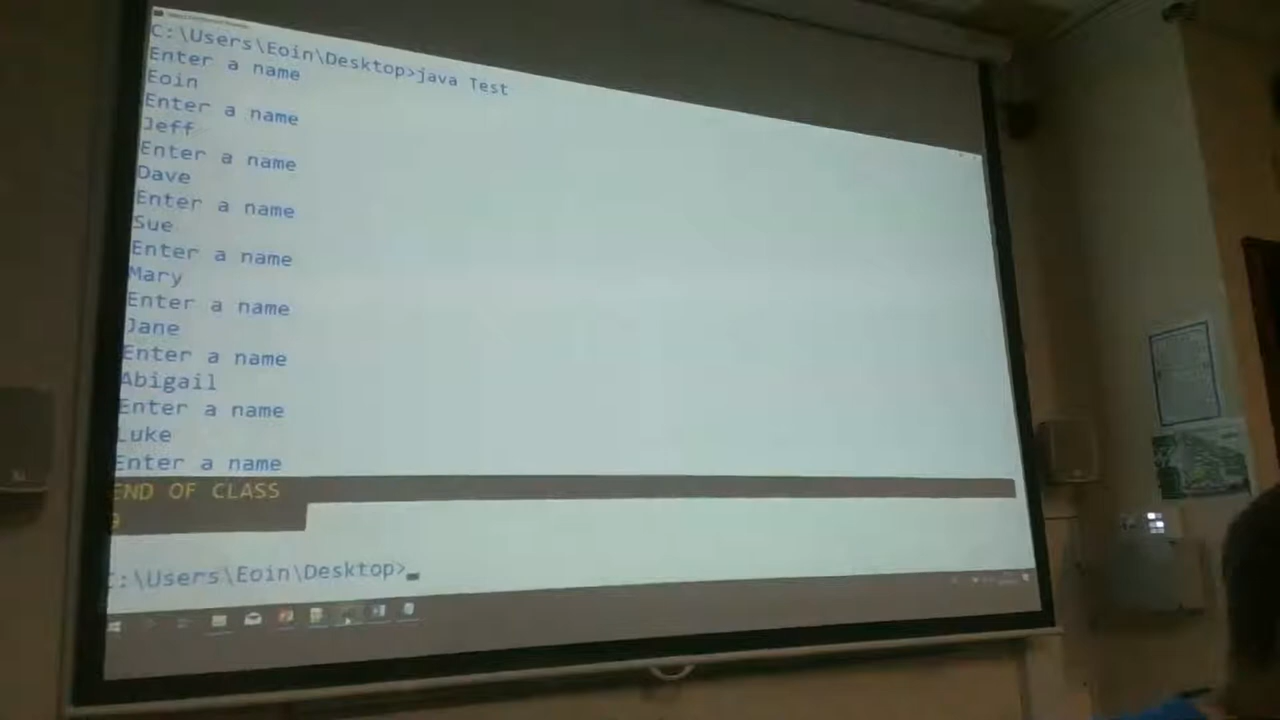 C:\Users\Eoin\Desktop>java Test
Enter a name
Eoin
Enter a name
Jeff
Enter a name
Dave
Enter a name
Sue
Enter a name
Mary
Enter a name
Jane
Enter a name
Abigail
Enter a name
Luke
Enter a name
END OF CLASS
9
C:\Users\Eoin\Desktop>